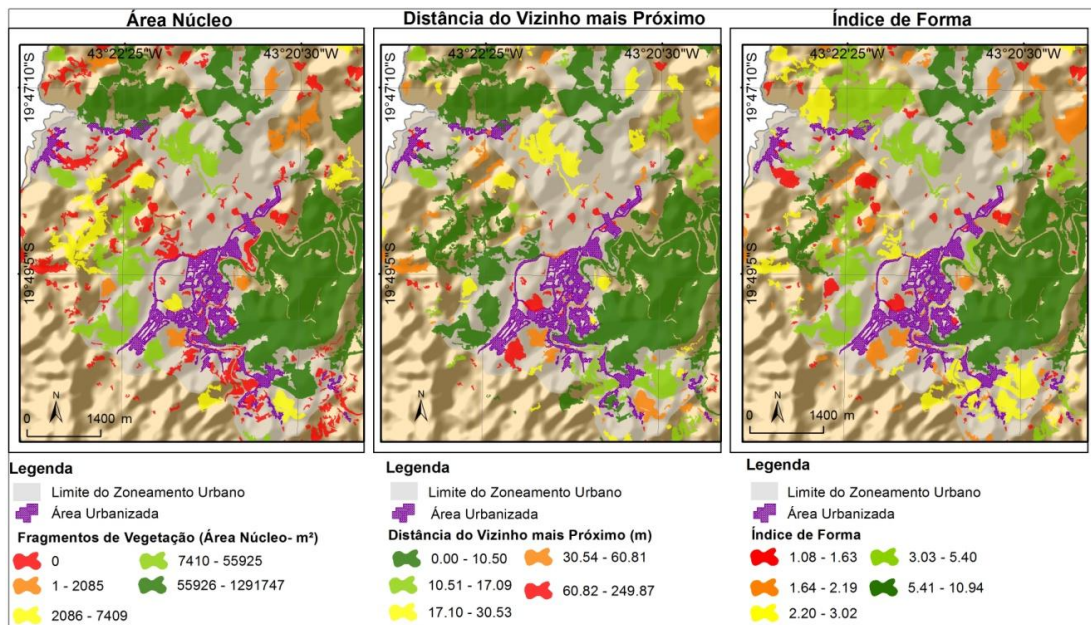 Área Núcleo
43°22'25"W
43°20'30"W
19°47'10"S
19°49'5"S
N
0 1400 m
Legenda
Limite do Zoneamento Urbano
Área Urbanizada
Fragmentos de Vegetação (Área Núcleo- m²)
0
1 - 2085
2086 - 7409
7410 - 55925
55926 - 1291747
Distância do Vizinho mais Próximo
43°22'25"W
43°20'30"W
19°47'10"S
19°49'5"S
N
0 1400 m
Legenda
Limite do Zoneamento Urbano
Área Urbanizada
Distância do Vizinho mais Próximo (m)
0.00 - 10.50
10.51 - 17.09
17.10 - 30.53
30.54 - 60.81
60.82 - 249.87
Índice de Forma
43°22'25"W
43°20'30"W
19°47'10"S
19°49'5"S
N
0 1400 m
Legenda
Limite do Zoneamento Urbano
Área Urbanizada
Índice de Forma
1.08 - 1.63
1.64 - 2.19
2.20 - 3.02
3.03 - 5.40
5.41 - 10.94